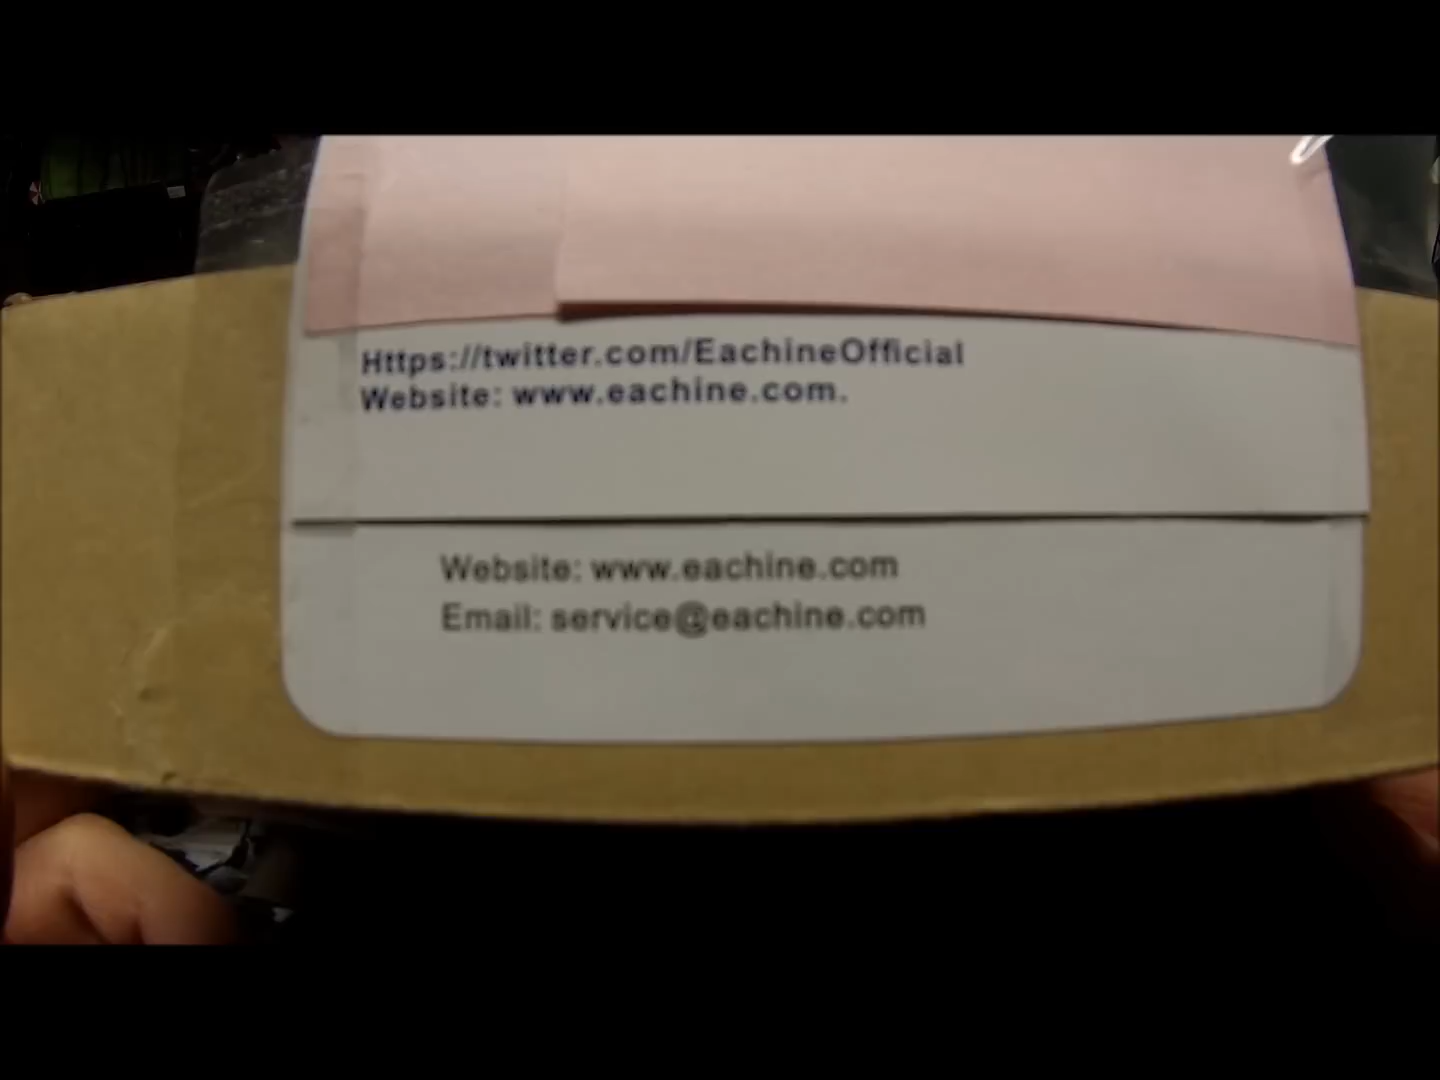 Https://twitter.com/EachineOfficial
Website: www.eachine.com.
Website: www.eachine.com
Email: service@eachine.com